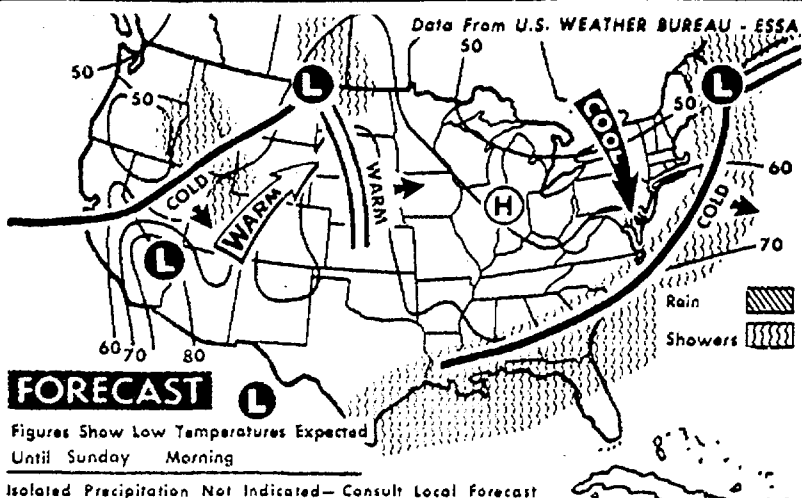 Data From U.S. WEATHER BUREAU - ESSA
50
50
50
50
L
L
COOL
60
COLD
WARM
WARM
H
COLD
70
L
Rain
Showers
60 70 80
FORECAST
L
Figures Show Low Temperatures Expected
Until Sunday Morning
Isolated Precipitation Not Indicated— Consult Local Forecast